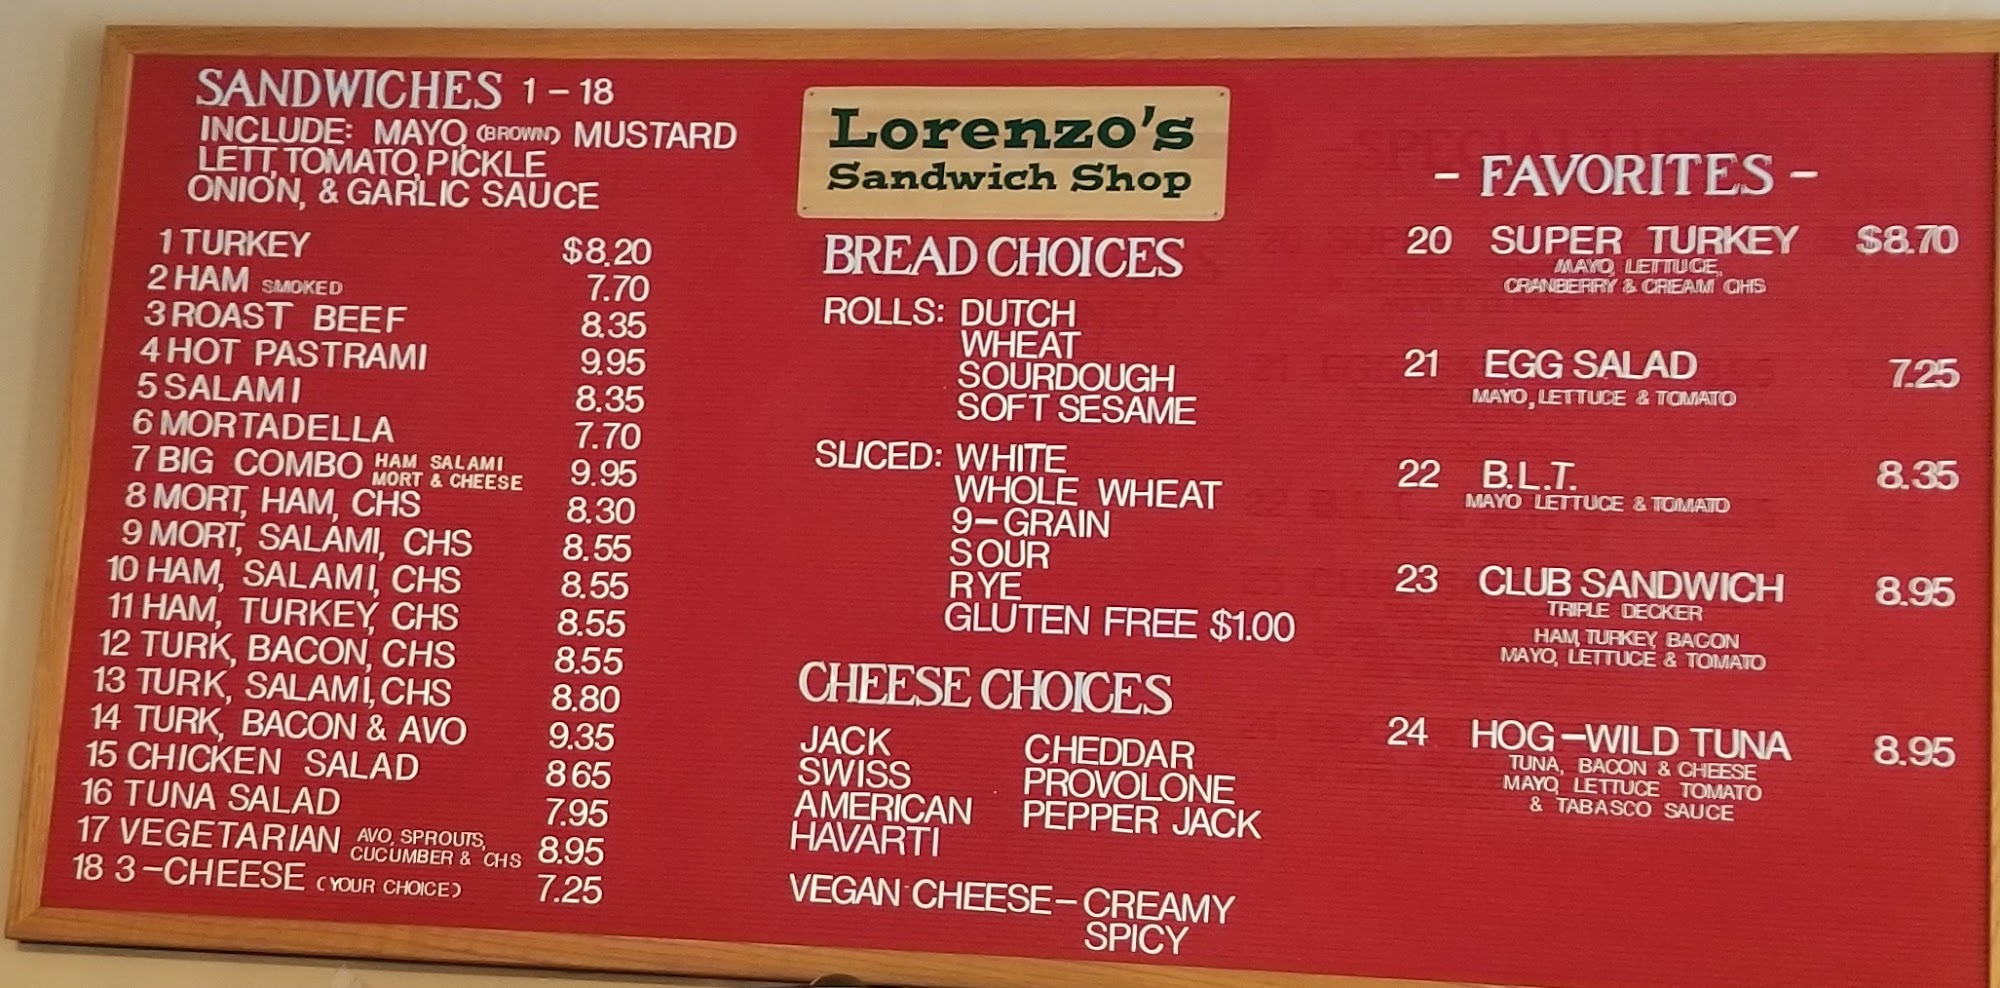 SANDWICHES 1-18
INCLUDE: MAYO, (BROWN) MUSTARD
LETT, TOMATO, PICKLE
ONION, & GARLIC SAUCE
1 TURKEY $8.20
2 HAM SMOKED 7.70
3 ROAST BEEF 8.35
4 HOT PASTRAMI 9.95
5 SALAMI 8.35
6 MORTADELLA 7.70
7 BIG COMBO HAM SALAMI MORT & CHEESE 9.95
8 MORT, HAM, CHS 8.30
9 MORT, SALAMI, CHS 8.55
10 HAM, SALAMI, CHS 8.55
11 HAM, TURKEY, CHS 8.55
12 TURK, BACON, CHS 8.55
13 TURK, SALAMI, CHS 8.80
14 TURK, BACON & AVO 9.35
15 CHICKEN SALAD 865
16 TUNA SALAD 7.95
17 VEGETARIAN AVO, SPROUTS, CUCUMBER & CHS 8.95
18 3-CHEESE (YOUR CHOICE) 7.25
Lorenzo's
Sandwich Shop
BREAD CHOICES
ROLLS: DUTCH
WHEAT
SOURDOUGH
SOFT SESAME
SLICED: WHITE
WHOLE WHEAT
9-GRAIN
SOUR
RYE
GLUTEN FREE $1.00
CHEESE CHOICES
JACK CHEDDAR
SWISS PROVOLONE
AMERICAN PEPPER JACK
HAVARTI
VEGAN CHEESE- CREAMY
SPICY
- FAVORITES -
20 SUPER TURKEY $8.70
MAYO, LETTUCE,
CRANBERRY & CREAM CHS
21 EGG SALAD 7.25
MAYO, LETTUCE & TOMATO
22 B.L.T. 8.35
MAYO LETTUCE & TOMATO
23 CLUB SANDWICH 8.95
TRIPLE DECKER
HAM, TURKEY, BACON
MAYO, LETTUCE & TOMATO
24 HOG-WILD TUNA 8.95
TUNA, BACON & CHEESE
MAYO, LETTUCE TOMATO
& TABASCO SAUCE